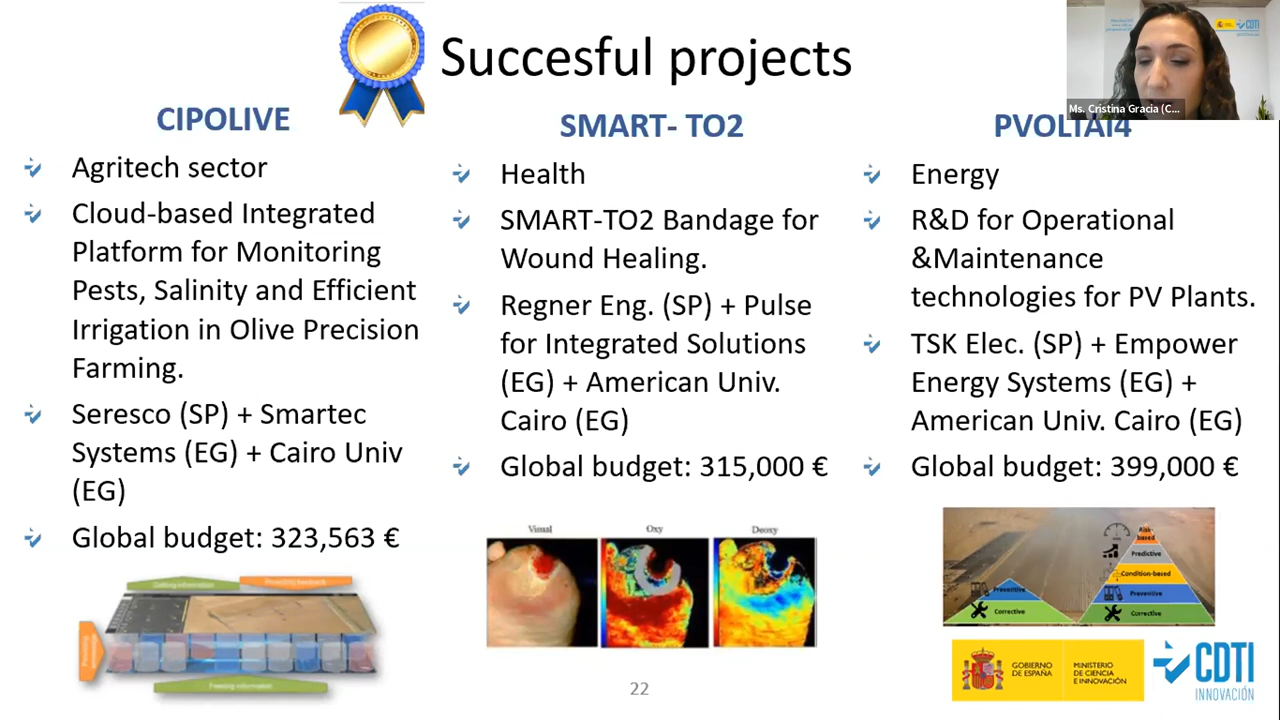 Succesful projects
Ms. Cristina Gracia (C...
CIPOLIVE
Agritech sector
Cloud-based Integrated
Platform for Monitoring
Pests, Salinity and Efficient
Irrigation in Olive Precision
Farming.
Seresco (SP) + Smartec
Systems (EG) + Cairo Univ
(EG)
Global budget: 323,563 €
SMART- TO2
Health
SMART-TO2 Bandage for
Wound Healing.
Regner Eng. (SP) + Pulse
for Integrated Solutions
(EG) + American Univ.
Cairo (EG)
Global budget: 315,000 €
Visual
Oxy
Deoxy
PVOLTAI4
Energy
R&D for Operational
&Maintenance
technologies for PV Plants.
TSK Elec. (SP) + Empower
Energy Systems (EG) +
American Univ. Cairo (EG)
Global budget: 399,000 €
Risk-
based
Predictive
Condition-based
Preventive
Preventive
Corrective
Corrective
GOBIERNO
DE ESPAÑA
MINISTERIO
DE CIENCIA
E INNOVACIÓN
CDTI
INNOVACIÓN
22